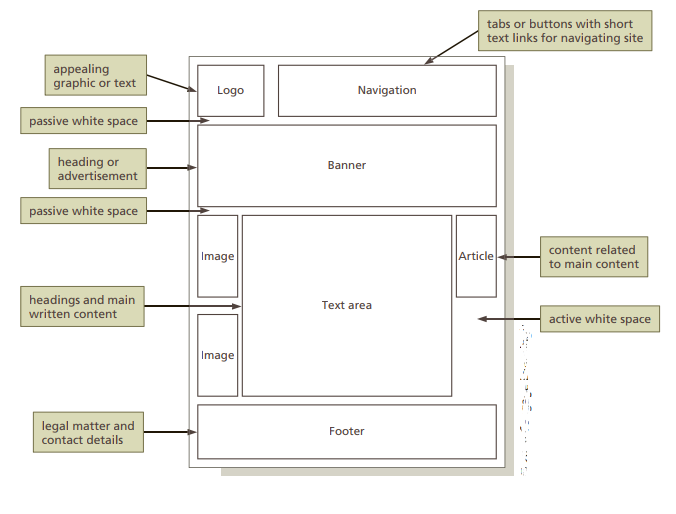 tabs or buttons with short
text links for navigating site
appealing
graphic or text
Logo
Navigation
passive white space
heading or
advertisement
Banner
passive white space
Image
Article
content related
to main content
headings and main
written content
Text area
active white space
Image
legal matter and
contact details
Footer